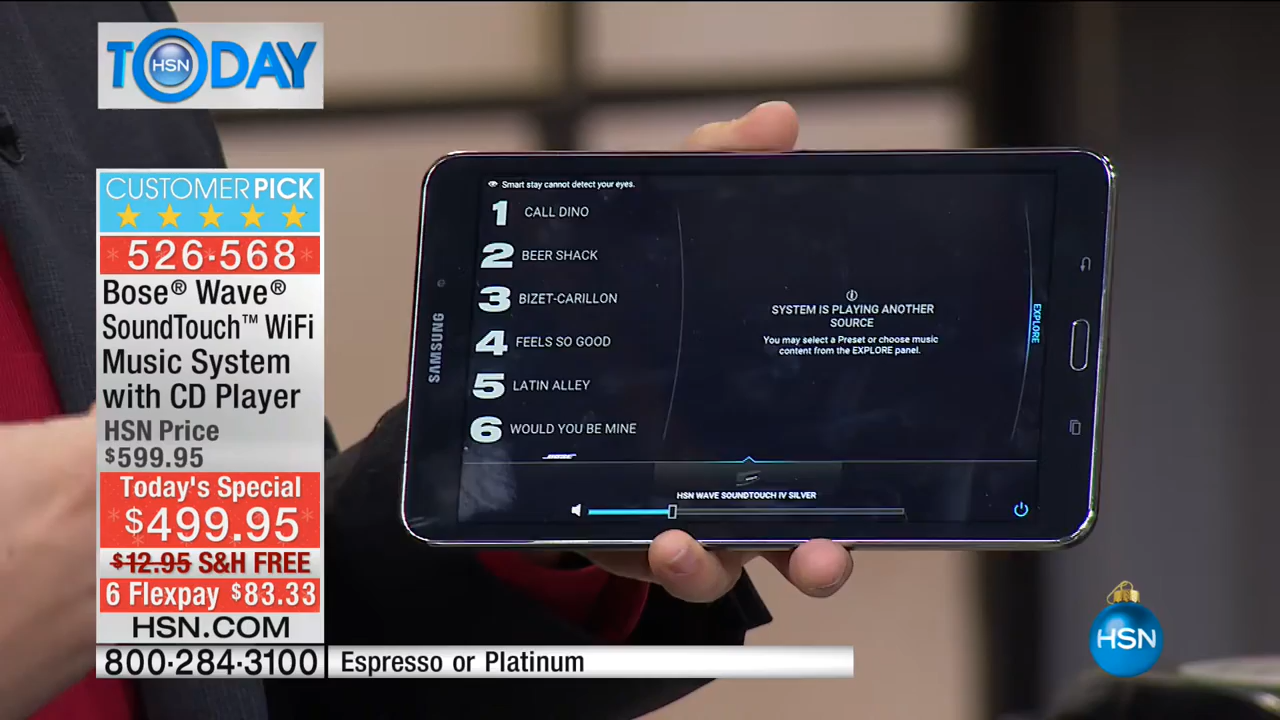 TODAY
HSN
CUSTOMER PICK
526·568
Bose® Wave®
SoundTouch™ WiFi
Music System
with CD Player
HSN Price
$599.95
Today's Special
$499.95
$12.95 S&H FREE
6 Flexpay $83.33
HSN.COM
800·284·3100
Espresso or Platinum
SAMSUNG
Smart stay cannot detect your eyes.
1 CALL DINO
2 BEER SHACK
3 BIZET-CARILLON
4 FEELS SO GOOD
5 LATIN ALLEY
6 WOULD YOU BE MINE
SYSTEM IS PLAYING ANOTHER
SOURCE
You may select a Preset or choose music
content from the EXPLORE panel.
EXPLORE
BOSE
HSN WAVE SOUNDTOUCH IV SILVER
HSN